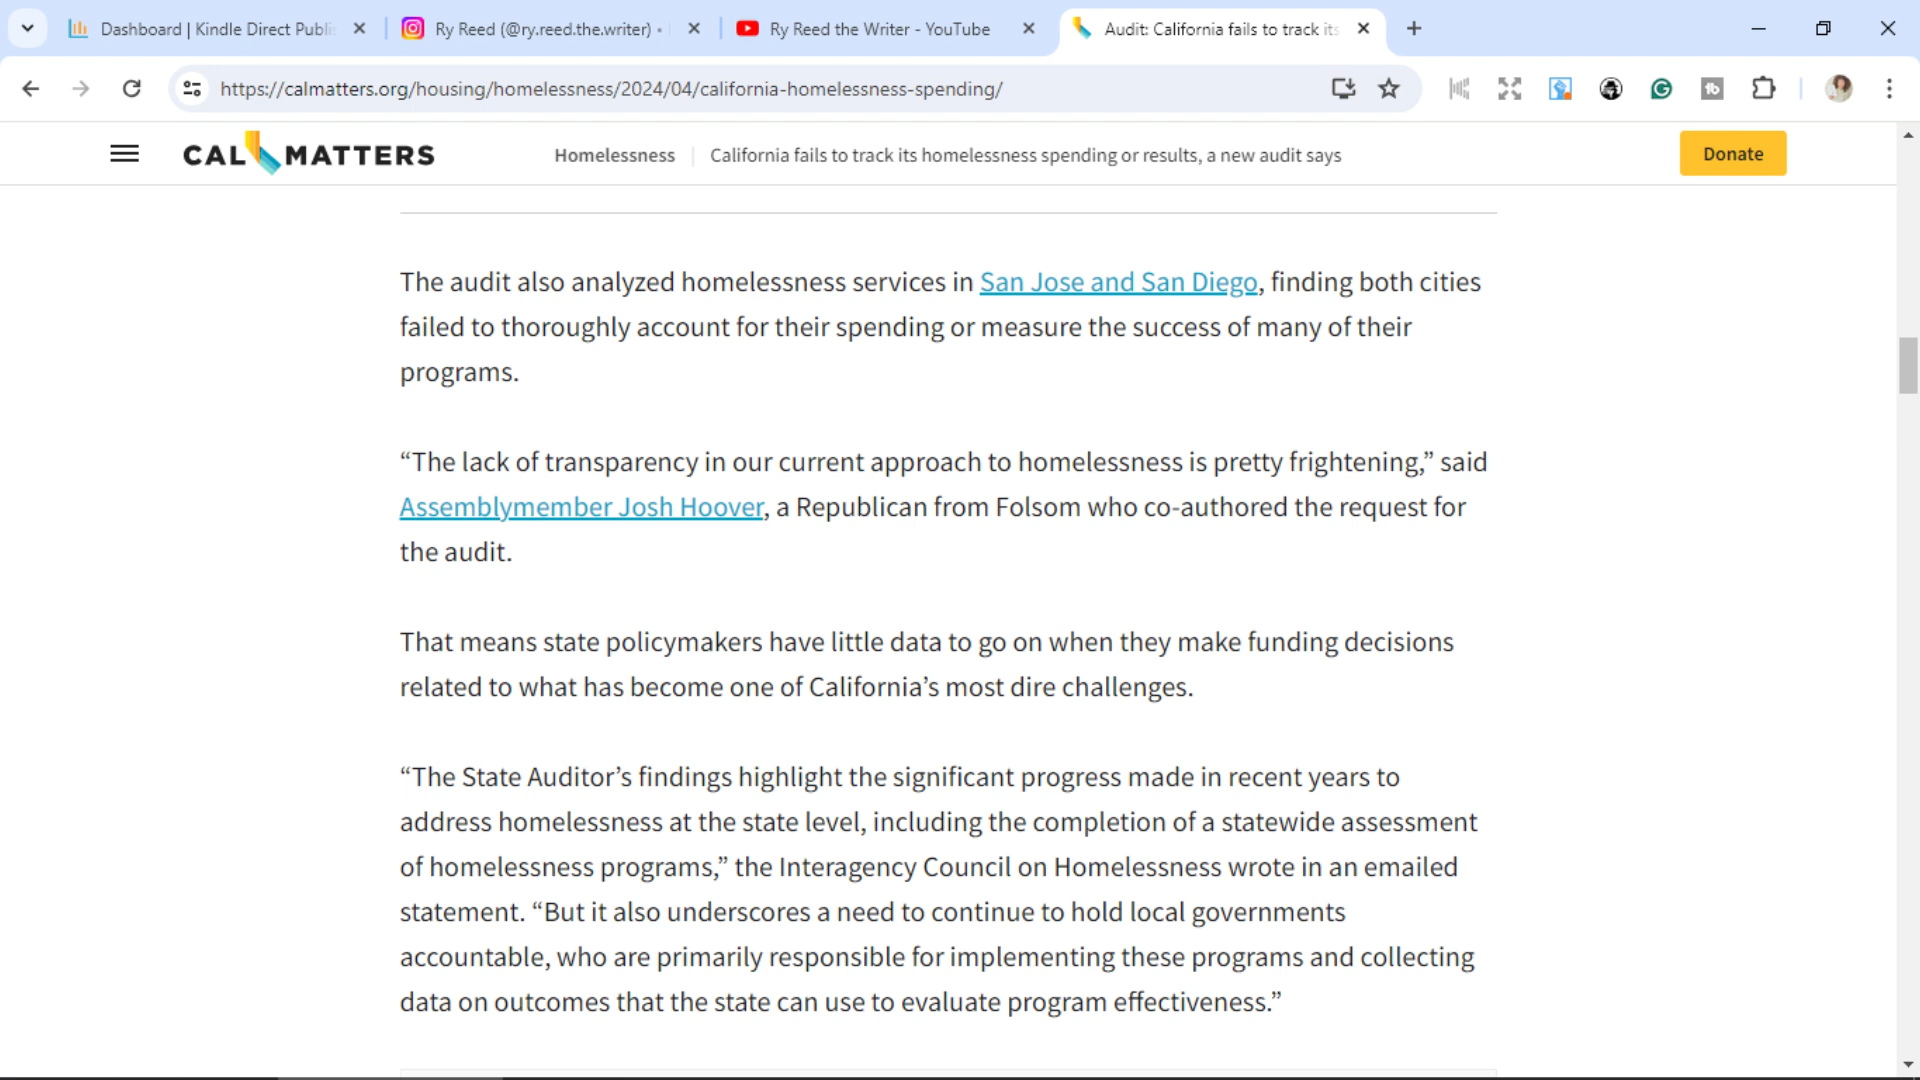 Dashboard | Kindle Direct Publi
Ry Reed (@ry.reed.the.writer) •
Ry Reed the Writer - YouTube
Audit: California fails to track its
https://calmatters.org/housing/homelessness/2024/04/california-homelessness-spending/
CAL MATTERS
Homelessness
California fails to track its homelessness spending or results, a new audit says
Donate
The audit also analyzed homelessness services in San Jose and San Diego, finding both cities
failed to thoroughly account for their spending or measure the success of many of their
programs.
“The lack of transparency in our current approach to homelessness is pretty frightening,” said
Assemblymember Josh Hoover, a Republican from Folsom who co-authored the request for
the audit.
That means state policymakers have little data to go on when they make funding decisions
related to what has become one of California’s most dire challenges.
“The State Auditor’s findings highlight the significant progress made in recent years to
address homelessness at the state level, including the completion of a statewide assessment
of homelessness programs,” the Interagency Council on Homelessness wrote in an emailed
statement. “But it also underscores a need to continue to hold local governments
accountable, who are primarily responsible for implementing these programs and collecting
data on outcomes that the state can use to evaluate program effectiveness.”